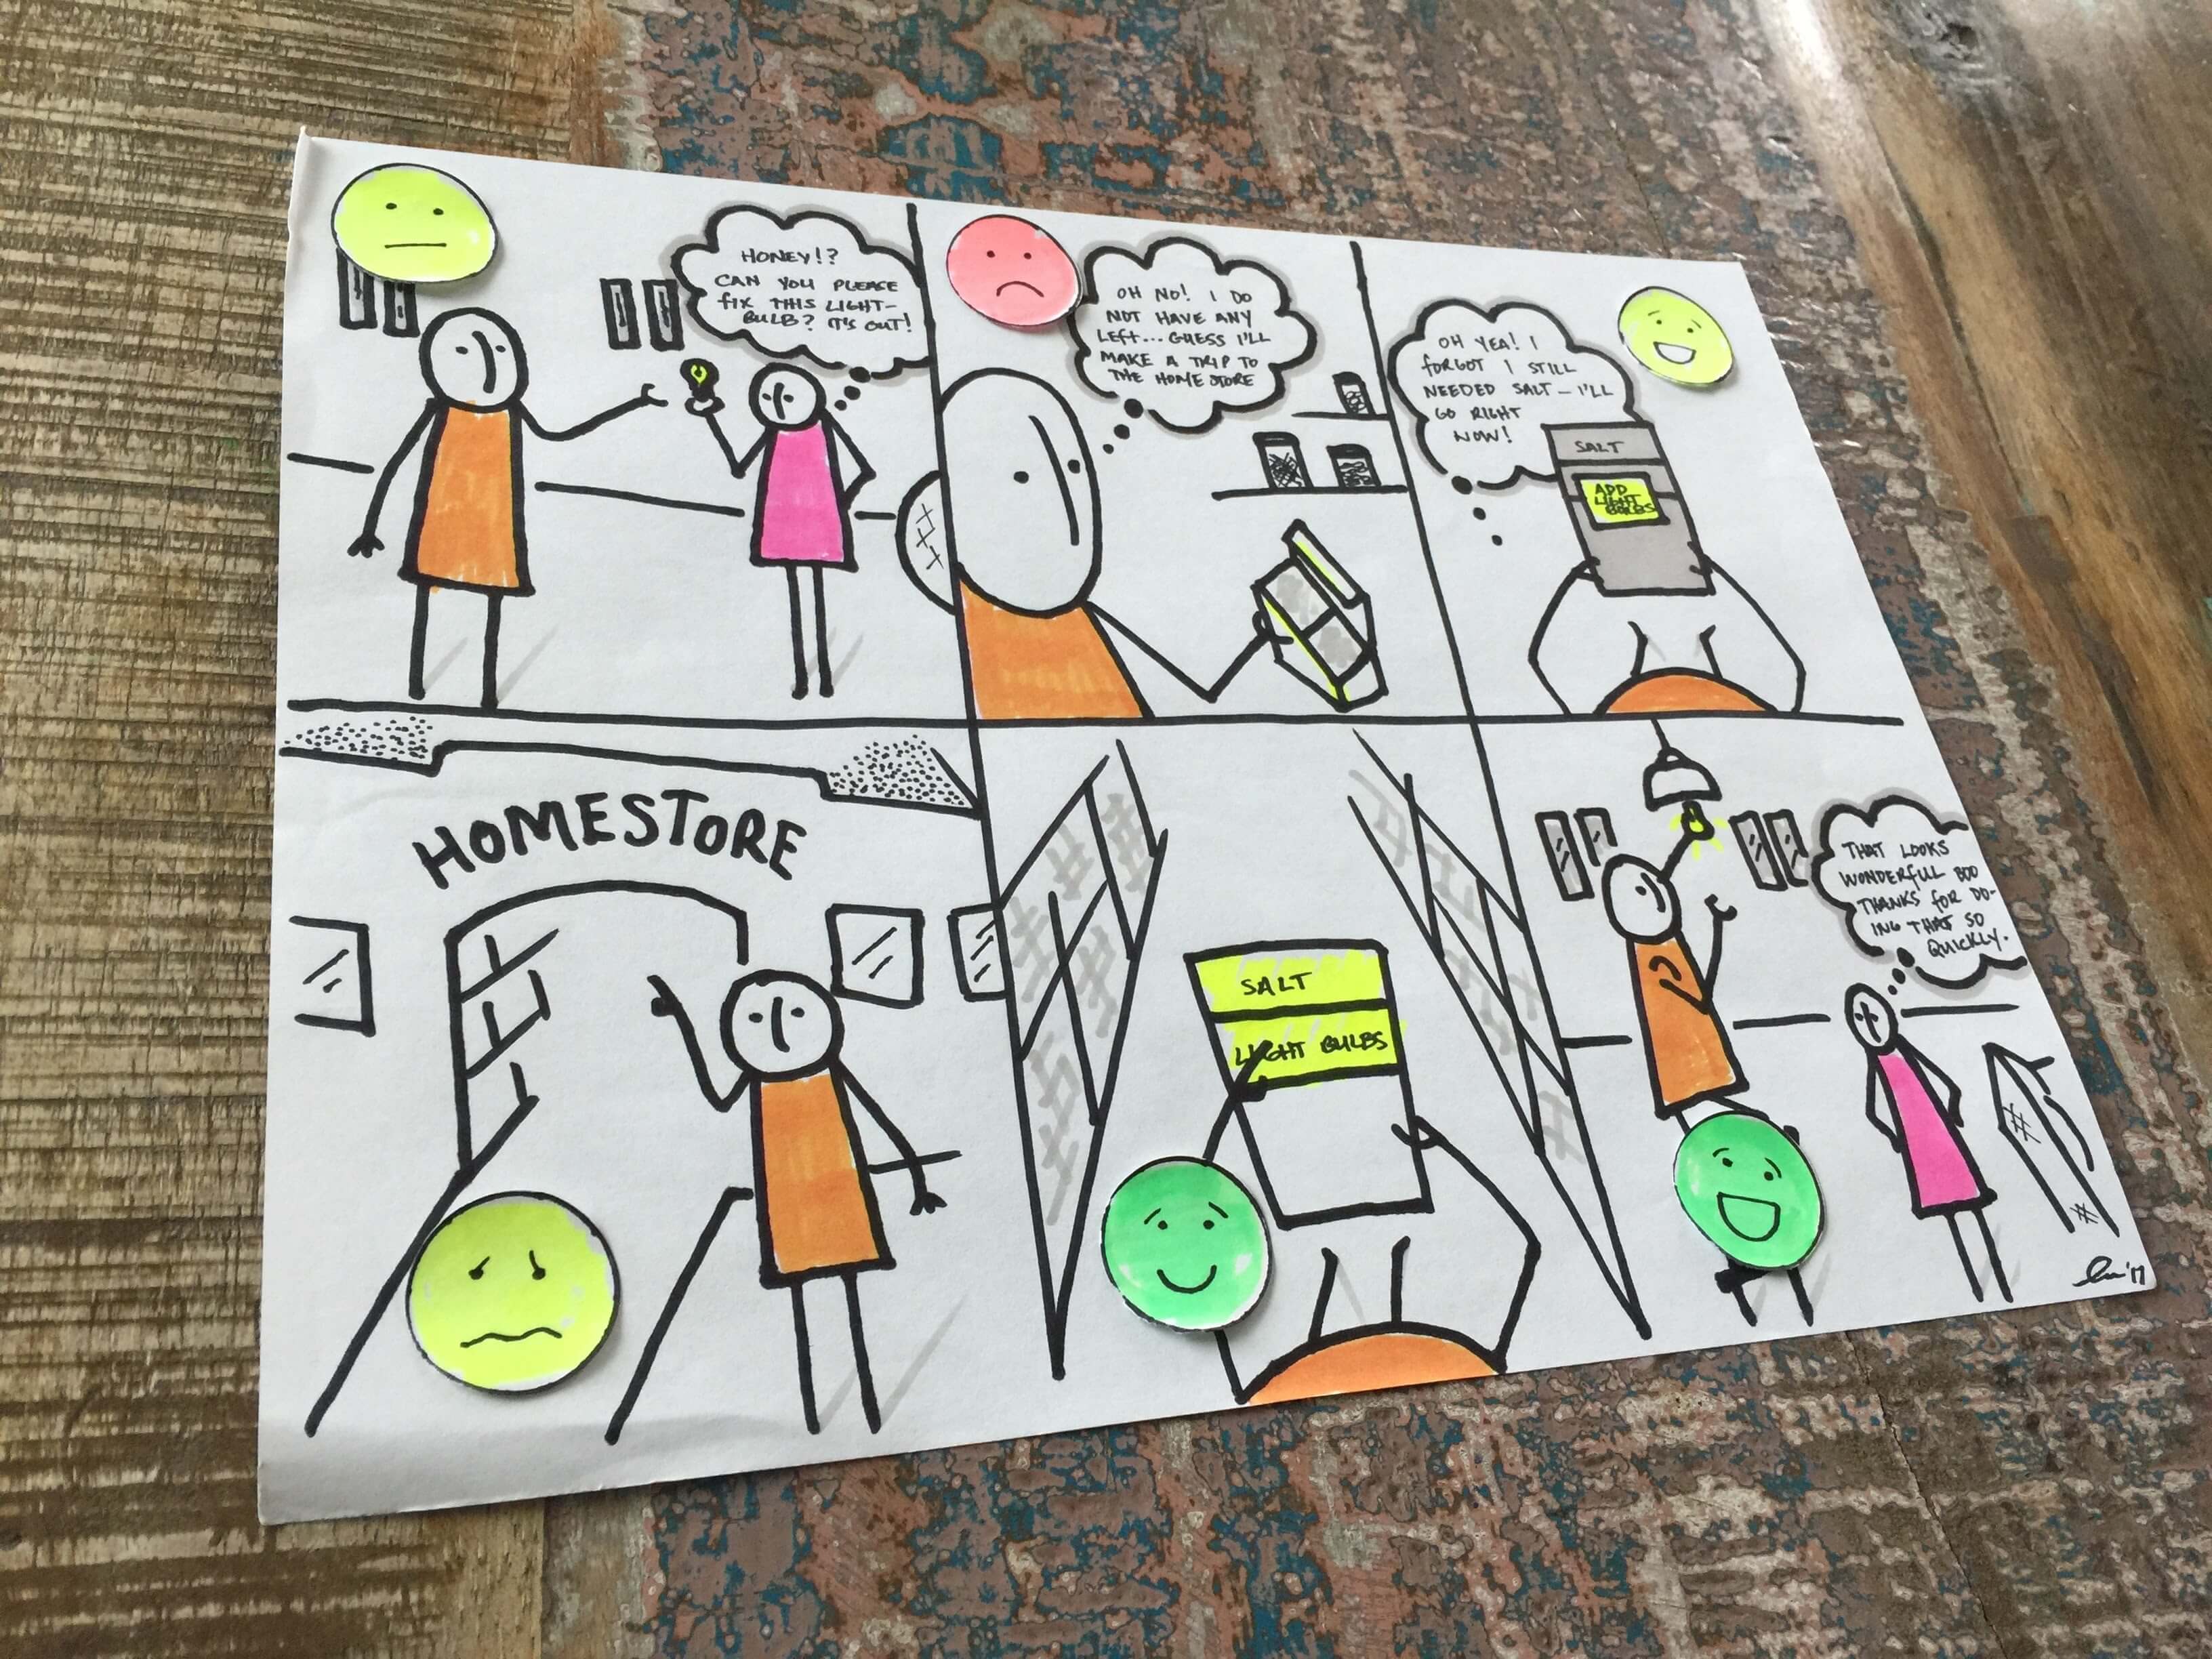 HONEY!?
CAN YOU PLEASE
FIX THIS LIGHT-
BULB? IT'S OUT!
OH NO! I DO
NOT HAVE ANY
LEFT... GUESS I'LL
MAKE A TRIP TO
THE HOME STORE
OH YEA! I
FORGOT I STILL
NEEDED SALT – I'LL
GO RIGHT
NOW!
SALT
ADD
LIGHT
BULBS
HOMESTORE
SALT
LIGHT BULBS
THAT LOOKS
WONDERFUL BOO
THANKS FOR DO-
ING THAT SO
QUICKLY.
'17